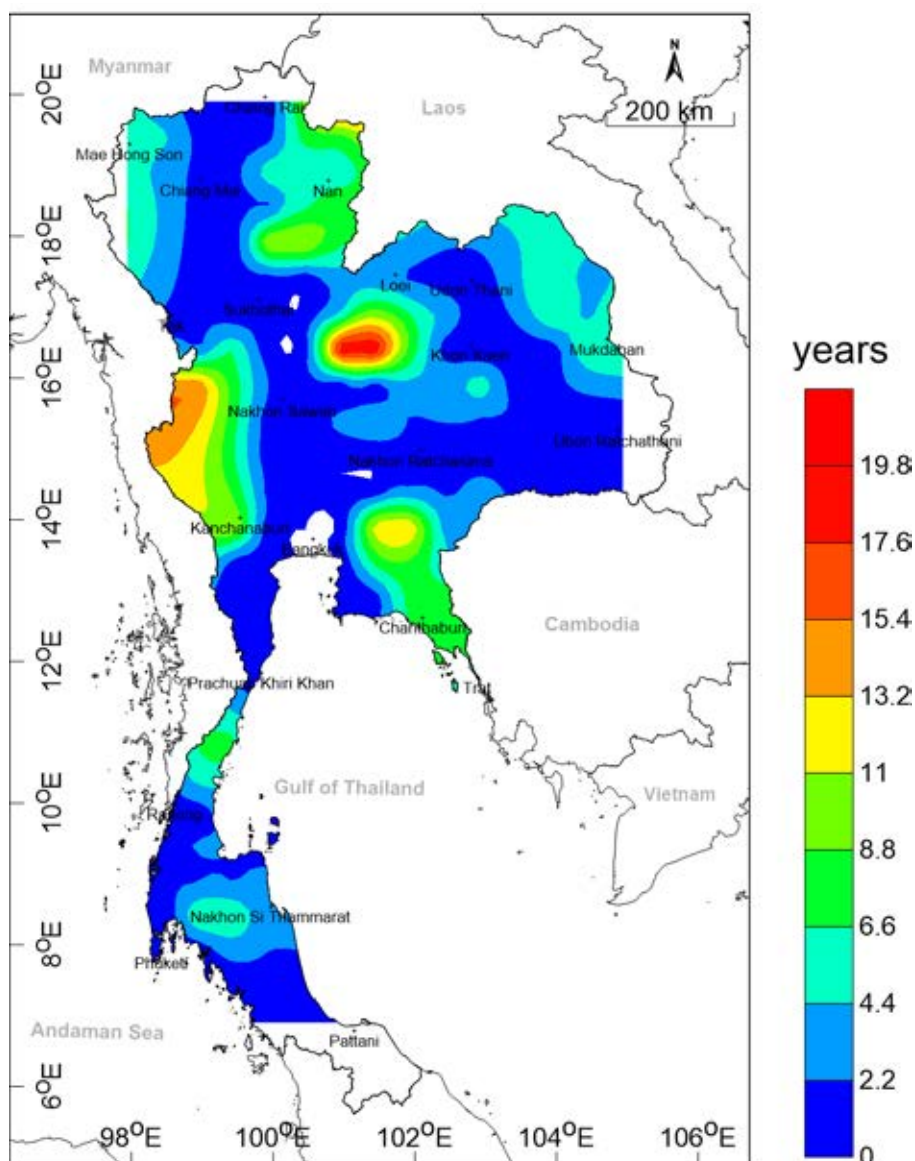 Myanmar
N
Laos
200 km
20°E
Chiang Rai
Mae Hong Son
Chiang Mai
Nan
18°E
Loei
Udon Thani
Sukhothai
Tak
years
Khon Kaen
Mukdahan
16°E
Nakhon Sawan
Ubon Ratchathani
Nakhon Ratchasima
19.8
14°E
Kanchanaburi
17.6
Bangkok
15.4
Chanthaburi
Cambodia
12°E
Prachuap Khiri Khan
Trat
13.2
11
Gulf of Thailand
Vietnam
10°E
Ranong
8.8
6.6
Nakhon Si Thammarat
8°E
Phuket
4.4
Andaman Sea
Pattani
2.2
6°E
98°E
100°E
102°E
104°E
106°E
0